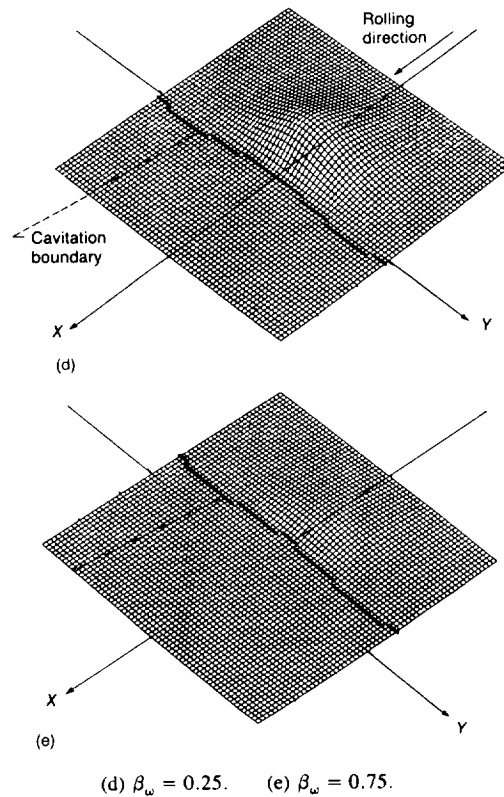 Rolling
direction
Cavitation
boundary
X
Y
(d)
X
Y
(e)
(d) β_ω = 0.25. (e) β_ω = 0.75.